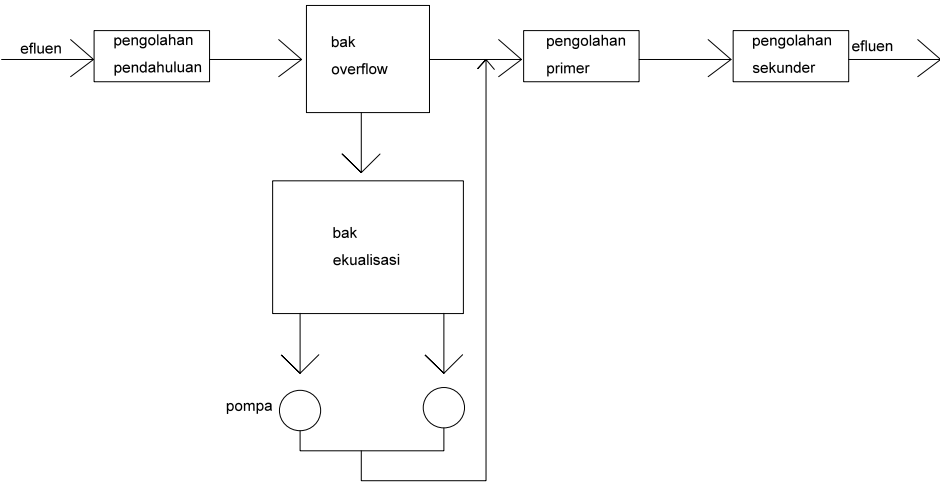 efluen
pengolahan
pendahuluan
bak
overflow
pengolahan
primer
pengolahan
sekunder
efluen
bak
ekualisasi
pompa